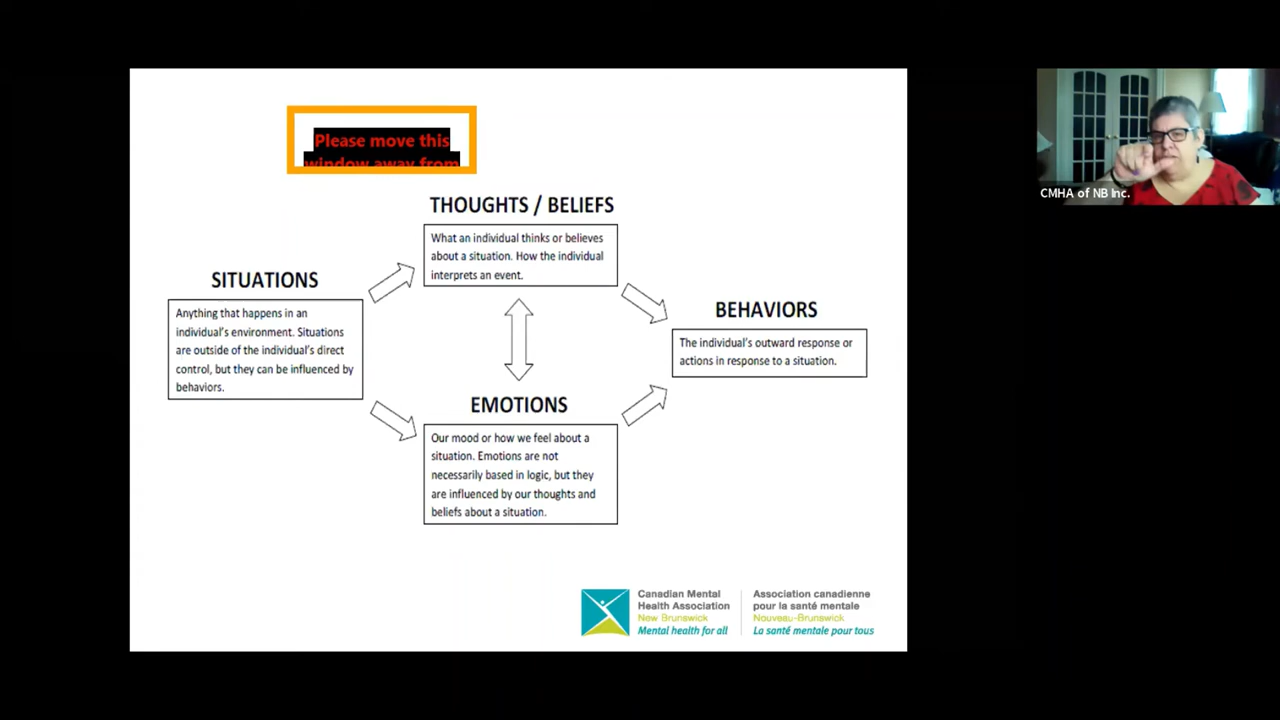 Please move this
window away from
THOUGHTS / BELIEFS
What an individual thinks or believes
about a situation. How the individual
interprets an event.
SITUATIONS
Anything that happens in an
individual's environment. Situations
are outside of the individual's direct
control, but they can be influenced by
behaviors.
BEHAVIORS
The individual's outward response or
actions in response to a situation.
EMOTIONS
Our mood or how we feel about a
situation. Emotions are not
necessarily based in logic, but they
are influenced by our thoughts and
beliefs about a situation.
Canadian Mental
Health Association
New Brunswick
Mental health for all
Association canadienne
pour la santé mentale
Nouveau-Brunswick
La santé mentale pour tous
CMHA of NB Inc.